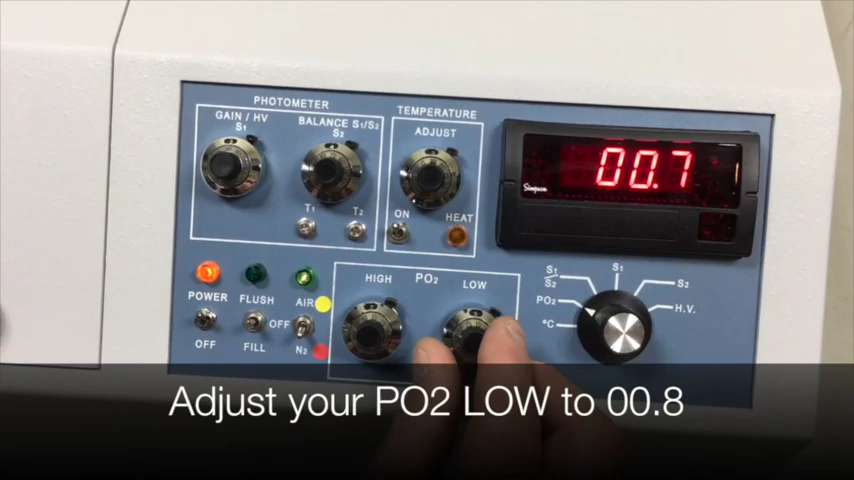 PHOTOMETER
GAIN / HV
S1
BALANCE S1/S2
S2
T1
T2
TEMPERATURE
ADJUST
ON
HEAT
00.7
Simpson
POWER
OFF
FLUSH
FILL
AIR
OFF
N2
HIGH
PO2
LOW
S1/S2
S1
S2
PO2
H.V.
°C
Adjust your PO2 LOW to 00.8